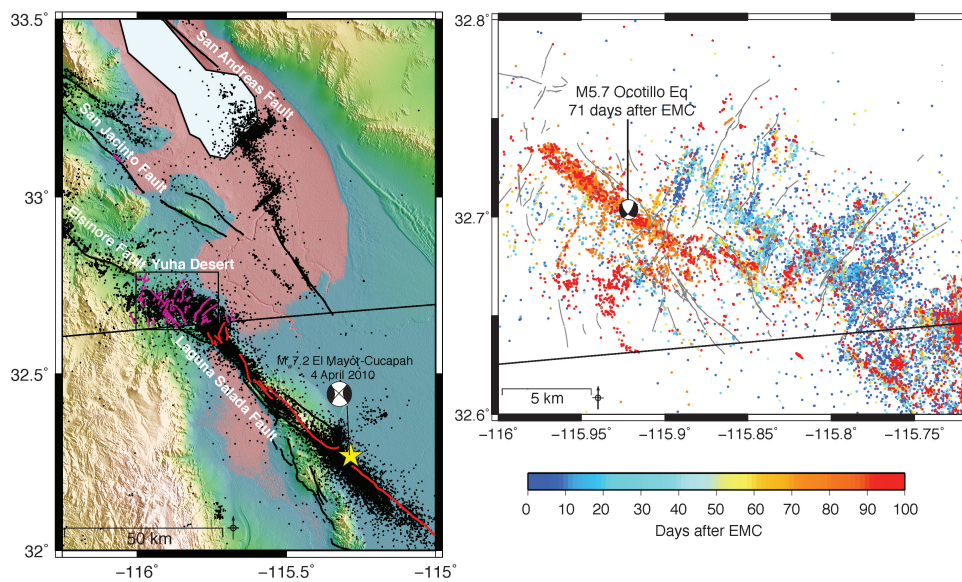 33.5˚
33˚
32.5˚
32˚
−116˚
−115.5˚
−115˚
San Andreas Fault
San Jacinto Fault
Elsinore Fault
Yuha Desert
Laguna Salada Fault
Mw7.2 El Mayor-Cucapah
4 April 2010
50 km
32.8˚
32.7˚
32.6˚
M5.7 Ocotillo Eq
71 days after EMC
5 km
−116˚
−115.95˚
−115.9˚
−115.85˚
−115.8˚
−115.75˚
0 10 20 30 40 50 60 70 80 90 100
Days after EMC